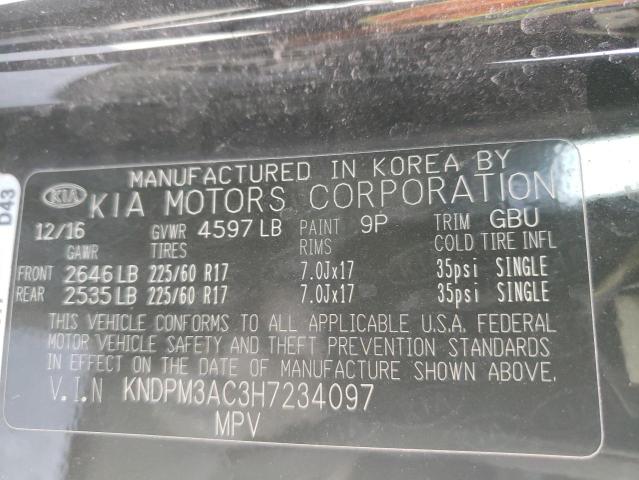 MANUFACTURED IN KOREA BY
KIA KIA MOTORS CORPORATION
12/16 GVWR 4597 LB PAINT 9P TRIM GBU
GAWR TIRES RIMS COLD TIRE INFL
FRONT 2646 LB 225/60 R17 7.0Jx17 35psi SINGLE
REAR 2535 LB 225/60 R17 7.0Jx17 35psi SINGLE
THIS VEHICLE CONFORMS TO ALL APPLICABLE U.S.A. FEDERAL
MOTOR VEHICLE SAFETY AND THEFT PREVENTION STANDARDS
IN EFFECT ON THE DATE OF MANUFACTURE SHOWN ABOVE.
V.I.N KNDPM3AC3H7234097
MPV
D43